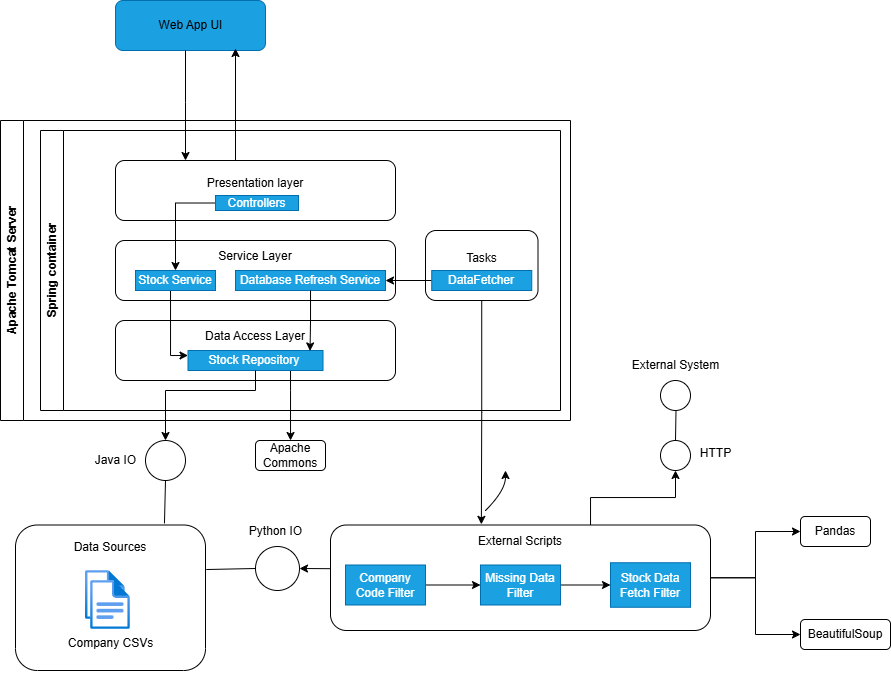 Web App UI
Apache Tomcat Server
Spring container
Presentation layer
Controllers
Service Layer
Stock Service
Database Refresh Service
Tasks
DataFetcher
Data Access Layer
Stock Repository
External System
HTTP
Java IO
Apache
Commons
Data Sources
Company CSVs
Python IO
External Scripts
Company
Code Filter
Missing Data
Filter
Stock Data
Fetch Filter
Pandas
BeautifulSoup